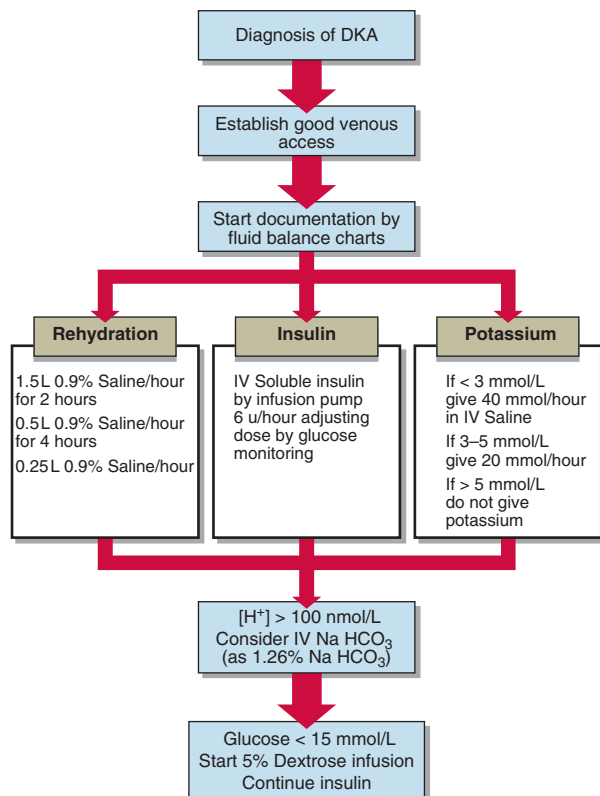 Diagnosis of DKA
Establish good venous
access
Start documentation by
fluid balance charts
Rehydration
1.5L 0.9% Saline/hour
for 2 hours
0.5L 0.9% Saline/hour
for 4 hours
0.25L 0.9% Saline/hour
Insulin
IV Soluble insulin
by infusion pump
6 u/hour adjusting
dose by glucose
monitoring
Potassium
If < 3 mmol/L
give 40 mmol/hour
in IV Saline
If 3–5 mmol/L
give 20 mmol/hour
If > 5 mmol/L
do not give
potassium
[H⁺] > 100 nmol/L
Consider IV Na HCO₃
(as 1.26% Na HCO₃)
Glucose < 15 mmol/L
Start 5% Dextrose infusion
Continue insulin